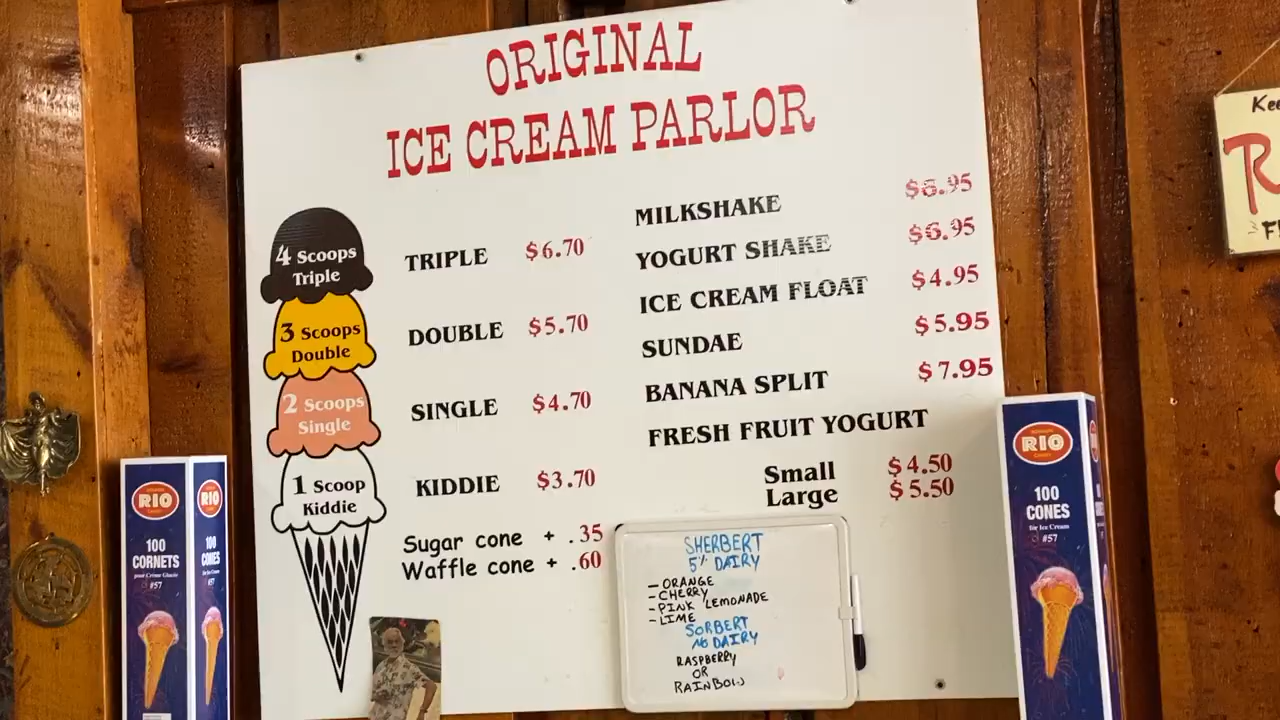 ORIGINAL
ICE CREAM PARLOR
4 Scoops
Triple
3 Scoops
Double
2 Scoops
Single
1 Scoop
Kiddie
TRIPLE $6.70
DOUBLE $5.70
SINGLE $4.70
KIDDIE $3.70
Sugar cone + .35
Waffle cone + .60
MILKSHAKE $6.95
YOGURT SHAKE $6.95
ICE CREAM FLOAT $4.95
SUNDAE $5.95
BANANA SPLIT $7.95
FRESH FRUIT YOGURT
Small $4.50
Large $5.50
SHERBERT
5% DAIRY
- ORANGE
- CHERRY
- PINK LEMONADE
- LIME
SORBERT
NO DAIRY
RASPBERRY
OR
RAINBOW
RIO
100
CORNETS
pour Crème Glacée
#57
RIO
100
CONES
for Ice Cream
#57
RIO
100
CONES
for Ice Cream
#57